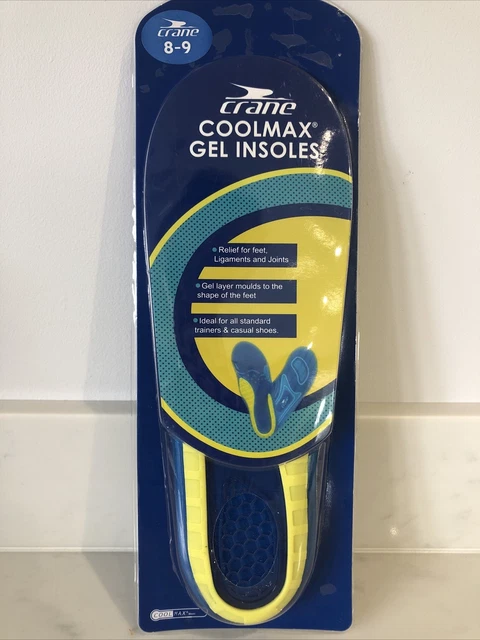 crane
8-9
crane
COOLMAX®
GEL INSOLES
Relief for feet,
Ligaments and Joints
Gel layer moulds to the
shape of the feet
Ideal for all standard
trainers & casual shoes.
COOLMAX